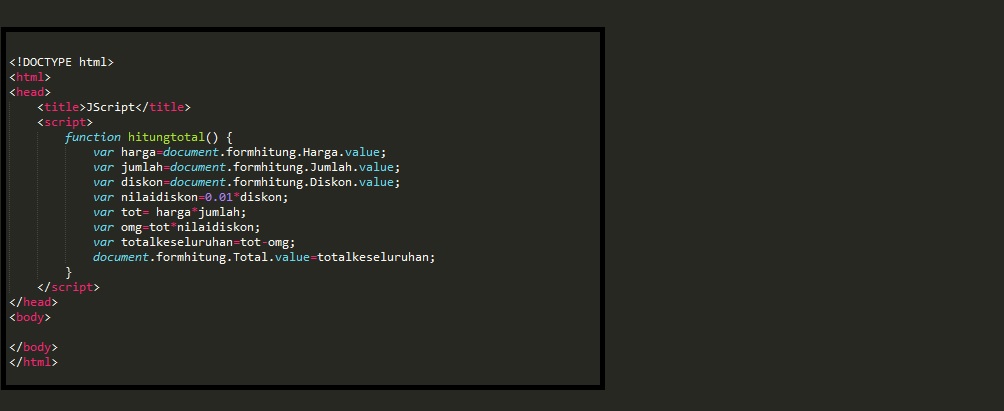 <!DOCTYPE html>
<html>
<head>
<title>JScript</title>
<script>
function hitungtotal() {
var harga=document.formhitung.Harga.value;
var jumlah=document.formhitung.Jumlah.value;
var diskon=document.formhitung.Diskon.value;
var nilaidiskon=0.01*diskon;
var tot= harga*jumlah;
var omg=tot*nilaidiskon;
var totalkeseluruhan=tot-omg;
document.formhitung.Total.value=totalkeseluruhan;
}
</script>
</head>
<body>
</body>
</html>